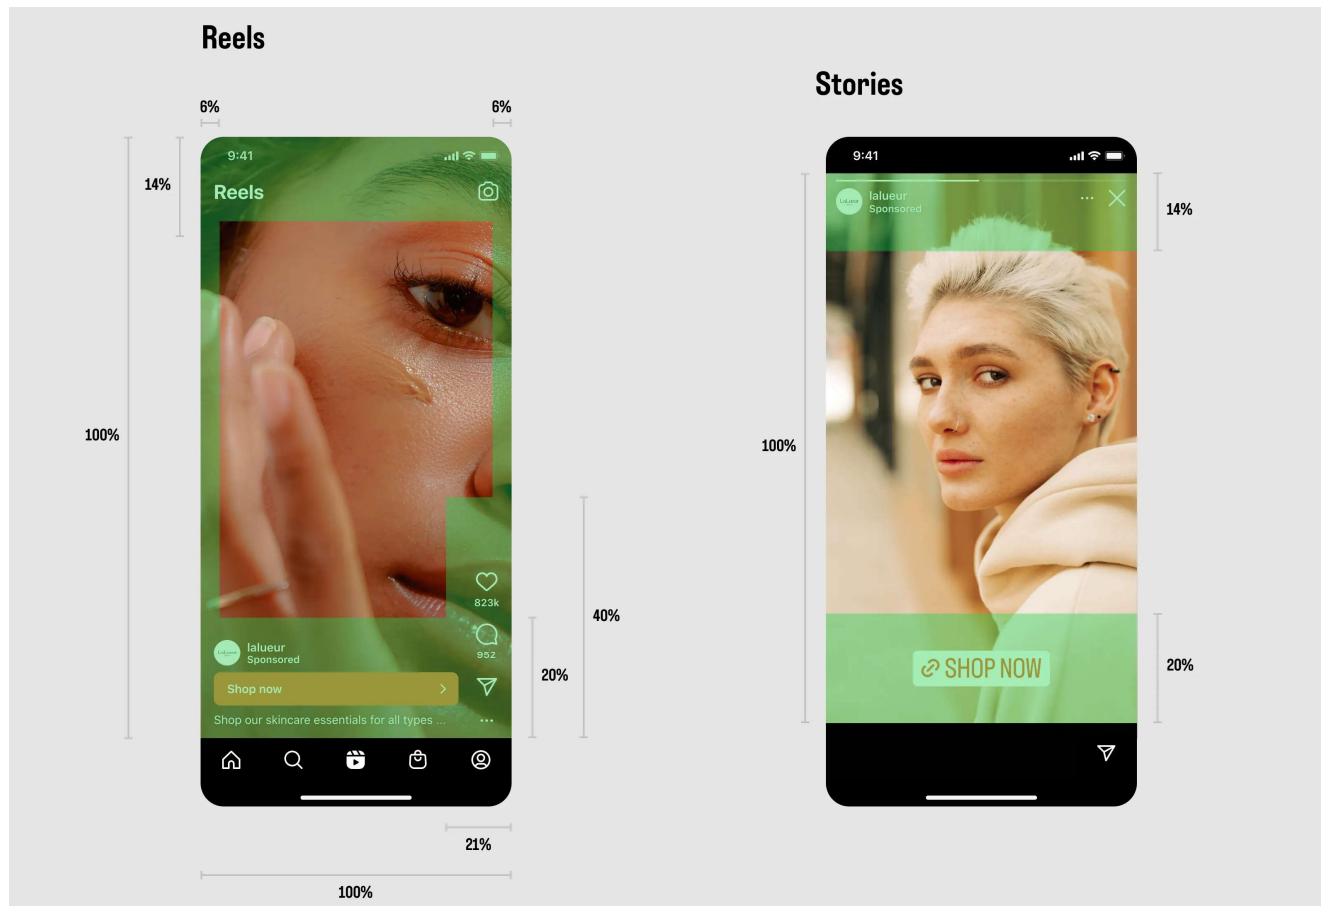 Reels
Stories
6%
6%
14%
100%
40%
20%
21%
100%
9:41
Reels
823k
952
lalueur
Sponsored
Shop now
Shop our skincare essentials for all types ...
9:41
LaLueur
lalueur
Sponsored
14%
100%
20%
SHOP NOW